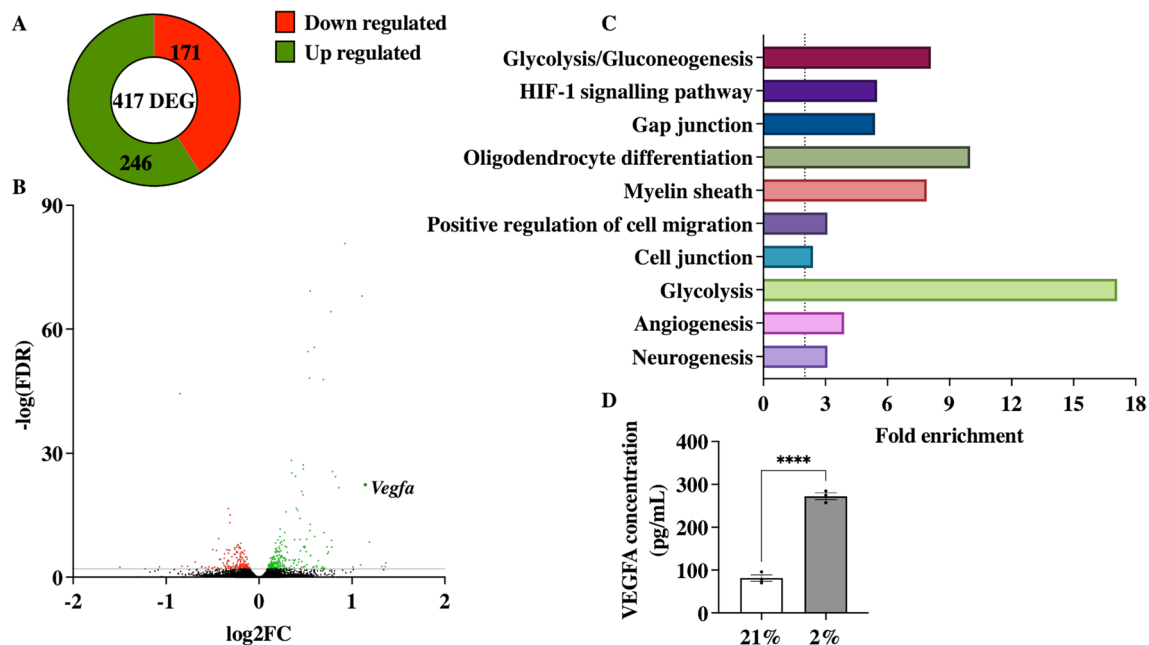 A
Down regulated
Up regulated
171
417 DEG
246
B
90
60
30
0
-log(FDR)
Vegfa
-2
-1
0
1
2
log2FC
C
Glycolysis/Gluconeogenesis
HIF-1 signalling pathway
Gap junction
Oligodendrocyte differentiation
Myelin sheath
Positive regulation of cell migration
Cell junction
Glycolysis
Angiogenesis
Neurogenesis
0
3
6
9
12
15
18
Fold enrichment
D
VEGFA concentration
(pg/mL)
400
300
200
100
0
****
21%
2%